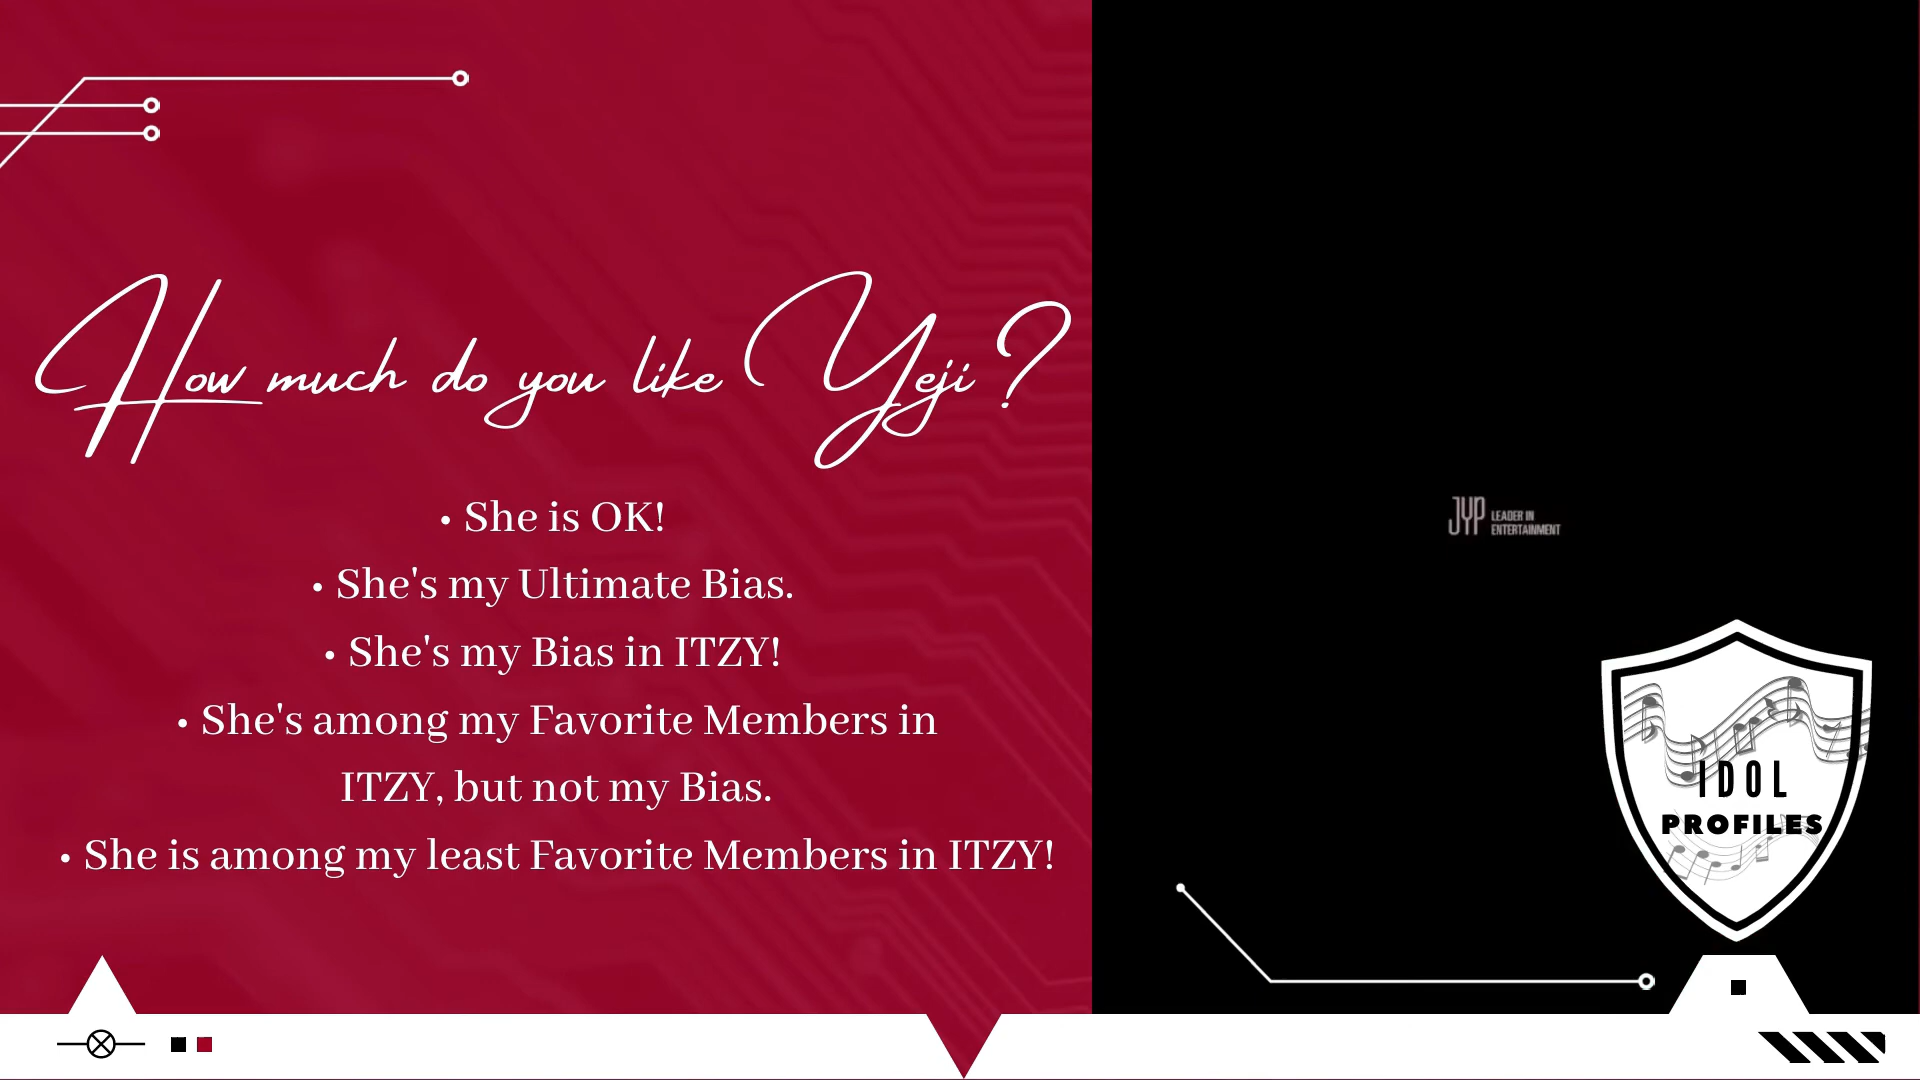 How much do you like Yeji?
• She is OK!
• She's my Ultimate Bias.
• She's my Bias in ITZY!
• She's among my Favorite Members in
ITZY, but not my Bias.
• She is among my least Favorite Members in ITZY!
JYP LEADER IN
ENTERTAINMENT
IDOL
PROFILES